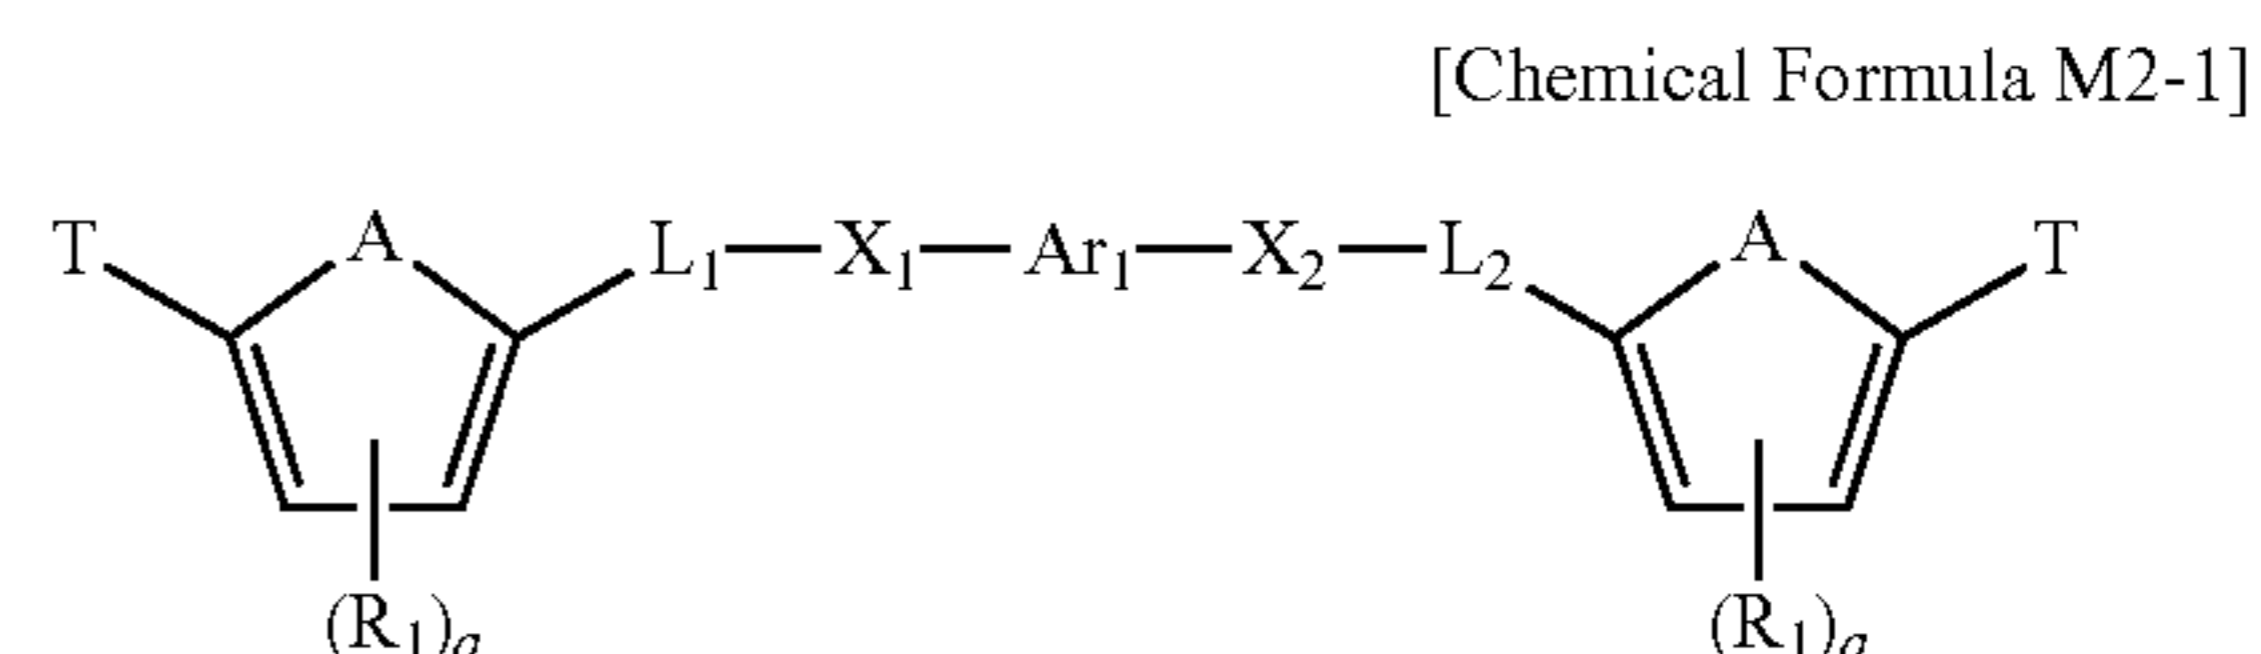 [Chemical Formula M2-1]
T A L1 X1 Ar1 X2 L2 A T
(R1)a (R1)a